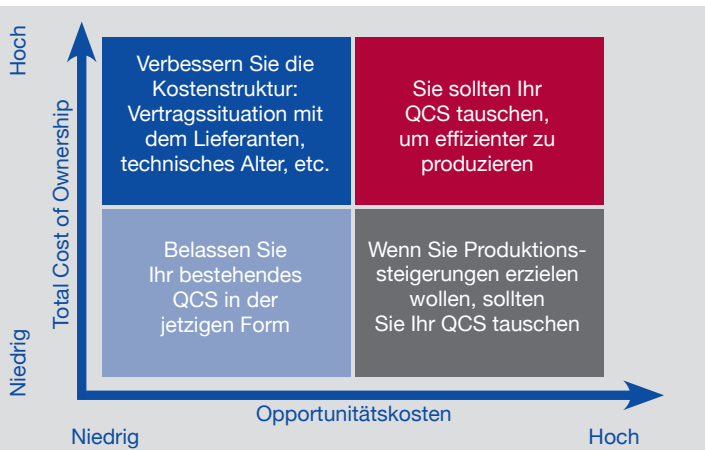 Hoch
Total Cost of Ownership
Niedrig
Verbessern Sie die
Kostenstruktur:
Vertragssituation mit
dem Lieferanten,
technisches Alter, etc.
Sie sollten Ihr
QCS tauschen,
um effizienter zu
produzieren
Belassen Sie
Ihr bestehendes
QCS in der
jetzigen Form
Wenn Sie Produktions-
steigerungen erzielen
wollen, sollten
Sie Ihr QCS tauschen
Opportunitätskosten
Niedrig
Hoch